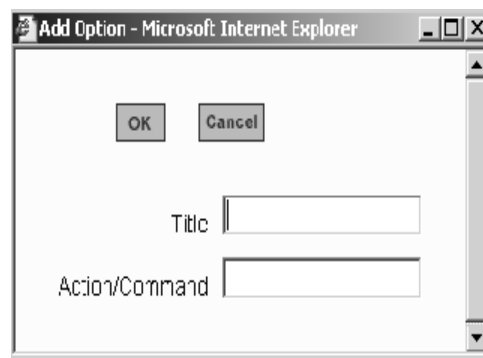 Add Option - Microsoft Internet Explorer
OK Cancel
Title
Action/Command